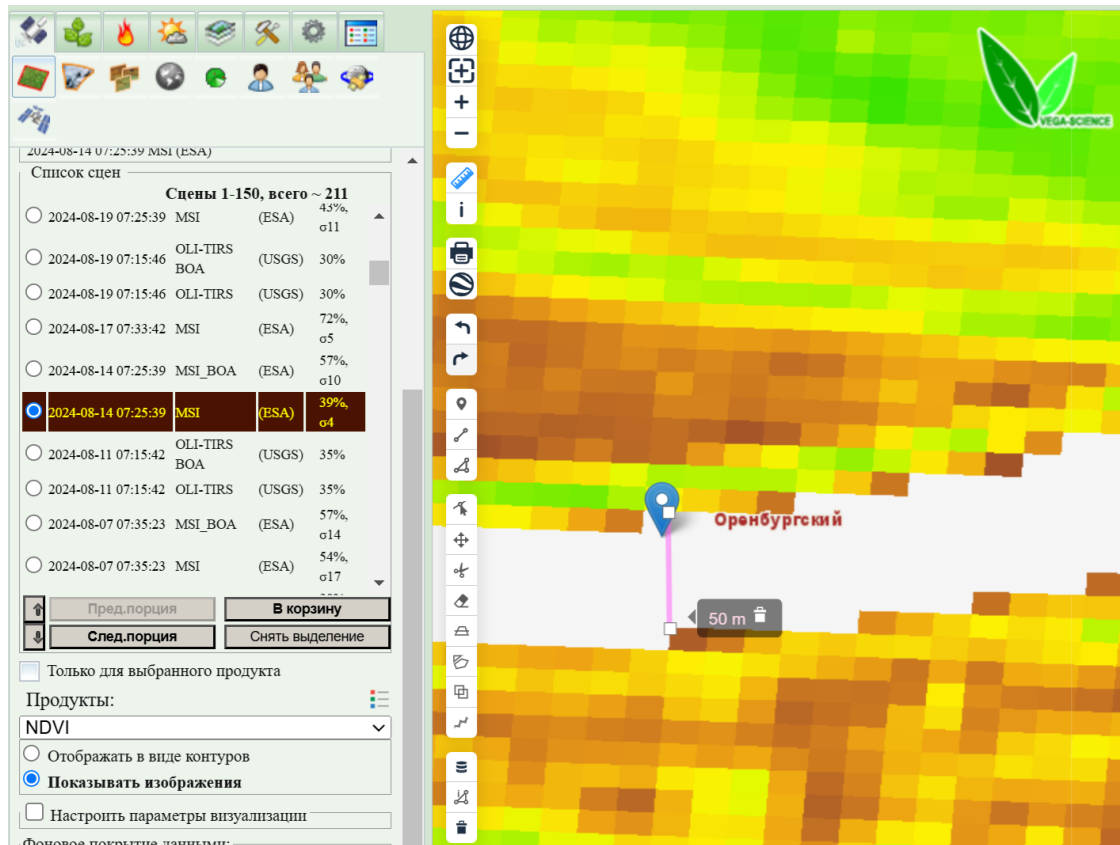 2024-08-14 07:25:39 MSI (ESA)
Список сцен
Сцены 1-150, всего ~ 211
2024-08-19 07:25:39 MSI (ESA) 43%, σ11
2024-08-19 07:15:46 OLI-TIRS BOA (USGS) 30%
2024-08-19 07:15:46 OLI-TIRS (USGS) 30%
2024-08-17 07:33:42 MSI (ESA) 72%, σ5
2024-08-14 07:25:39 MSI_BOA (ESA) 57%, σ10
2024-08-14 07:25:39 MSI (ESA) 39%, σ4
2024-08-11 07:15:42 OLI-TIRS BOA (USGS) 35%
2024-08-11 07:15:42 OLI-TIRS (USGS) 35%
2024-08-07 07:35:23 MSI_BOA (ESA) 57%, σ14
2024-08-07 07:35:23 MSI (ESA) 54%, σ17
Пред.порция
В корзину
След.порция
Снять выделение
Только для выбранного продукта
Продукты:
NDVI
Отображать в виде контуров
Показывать изображения
Настроить параметры визуализации
Фоновое покрытие данными:
VEGA-SCIENCE
Оренбургский
50 m